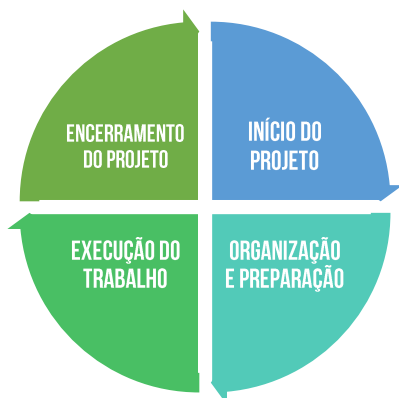 ENCERRAMENTO
DO PROJETO
INÍCIO DO
PROJETO
EXECUÇÃO DO
TRABALHO
ORGANIZAÇÃO
E PREPARAÇÃO